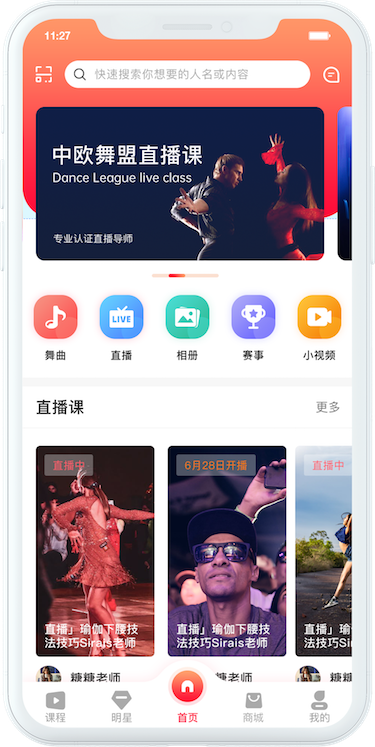 11:27
快速搜索你想要的人名或内容
中欧舞盟直播课
Dance League live class
专业认证直播导师
舞曲
LIVE
直播
相册
赛事
小视频
直播课
更多
直播中
6月28日开播
直播中
直播」瑜伽下腰技
法技巧Sirais老师
直播」瑜伽下腰技
法技巧Sirais老师
直播」瑜
法技巧S
糖糖老师
糖糖老师
课程
明星
首页
商城
我的